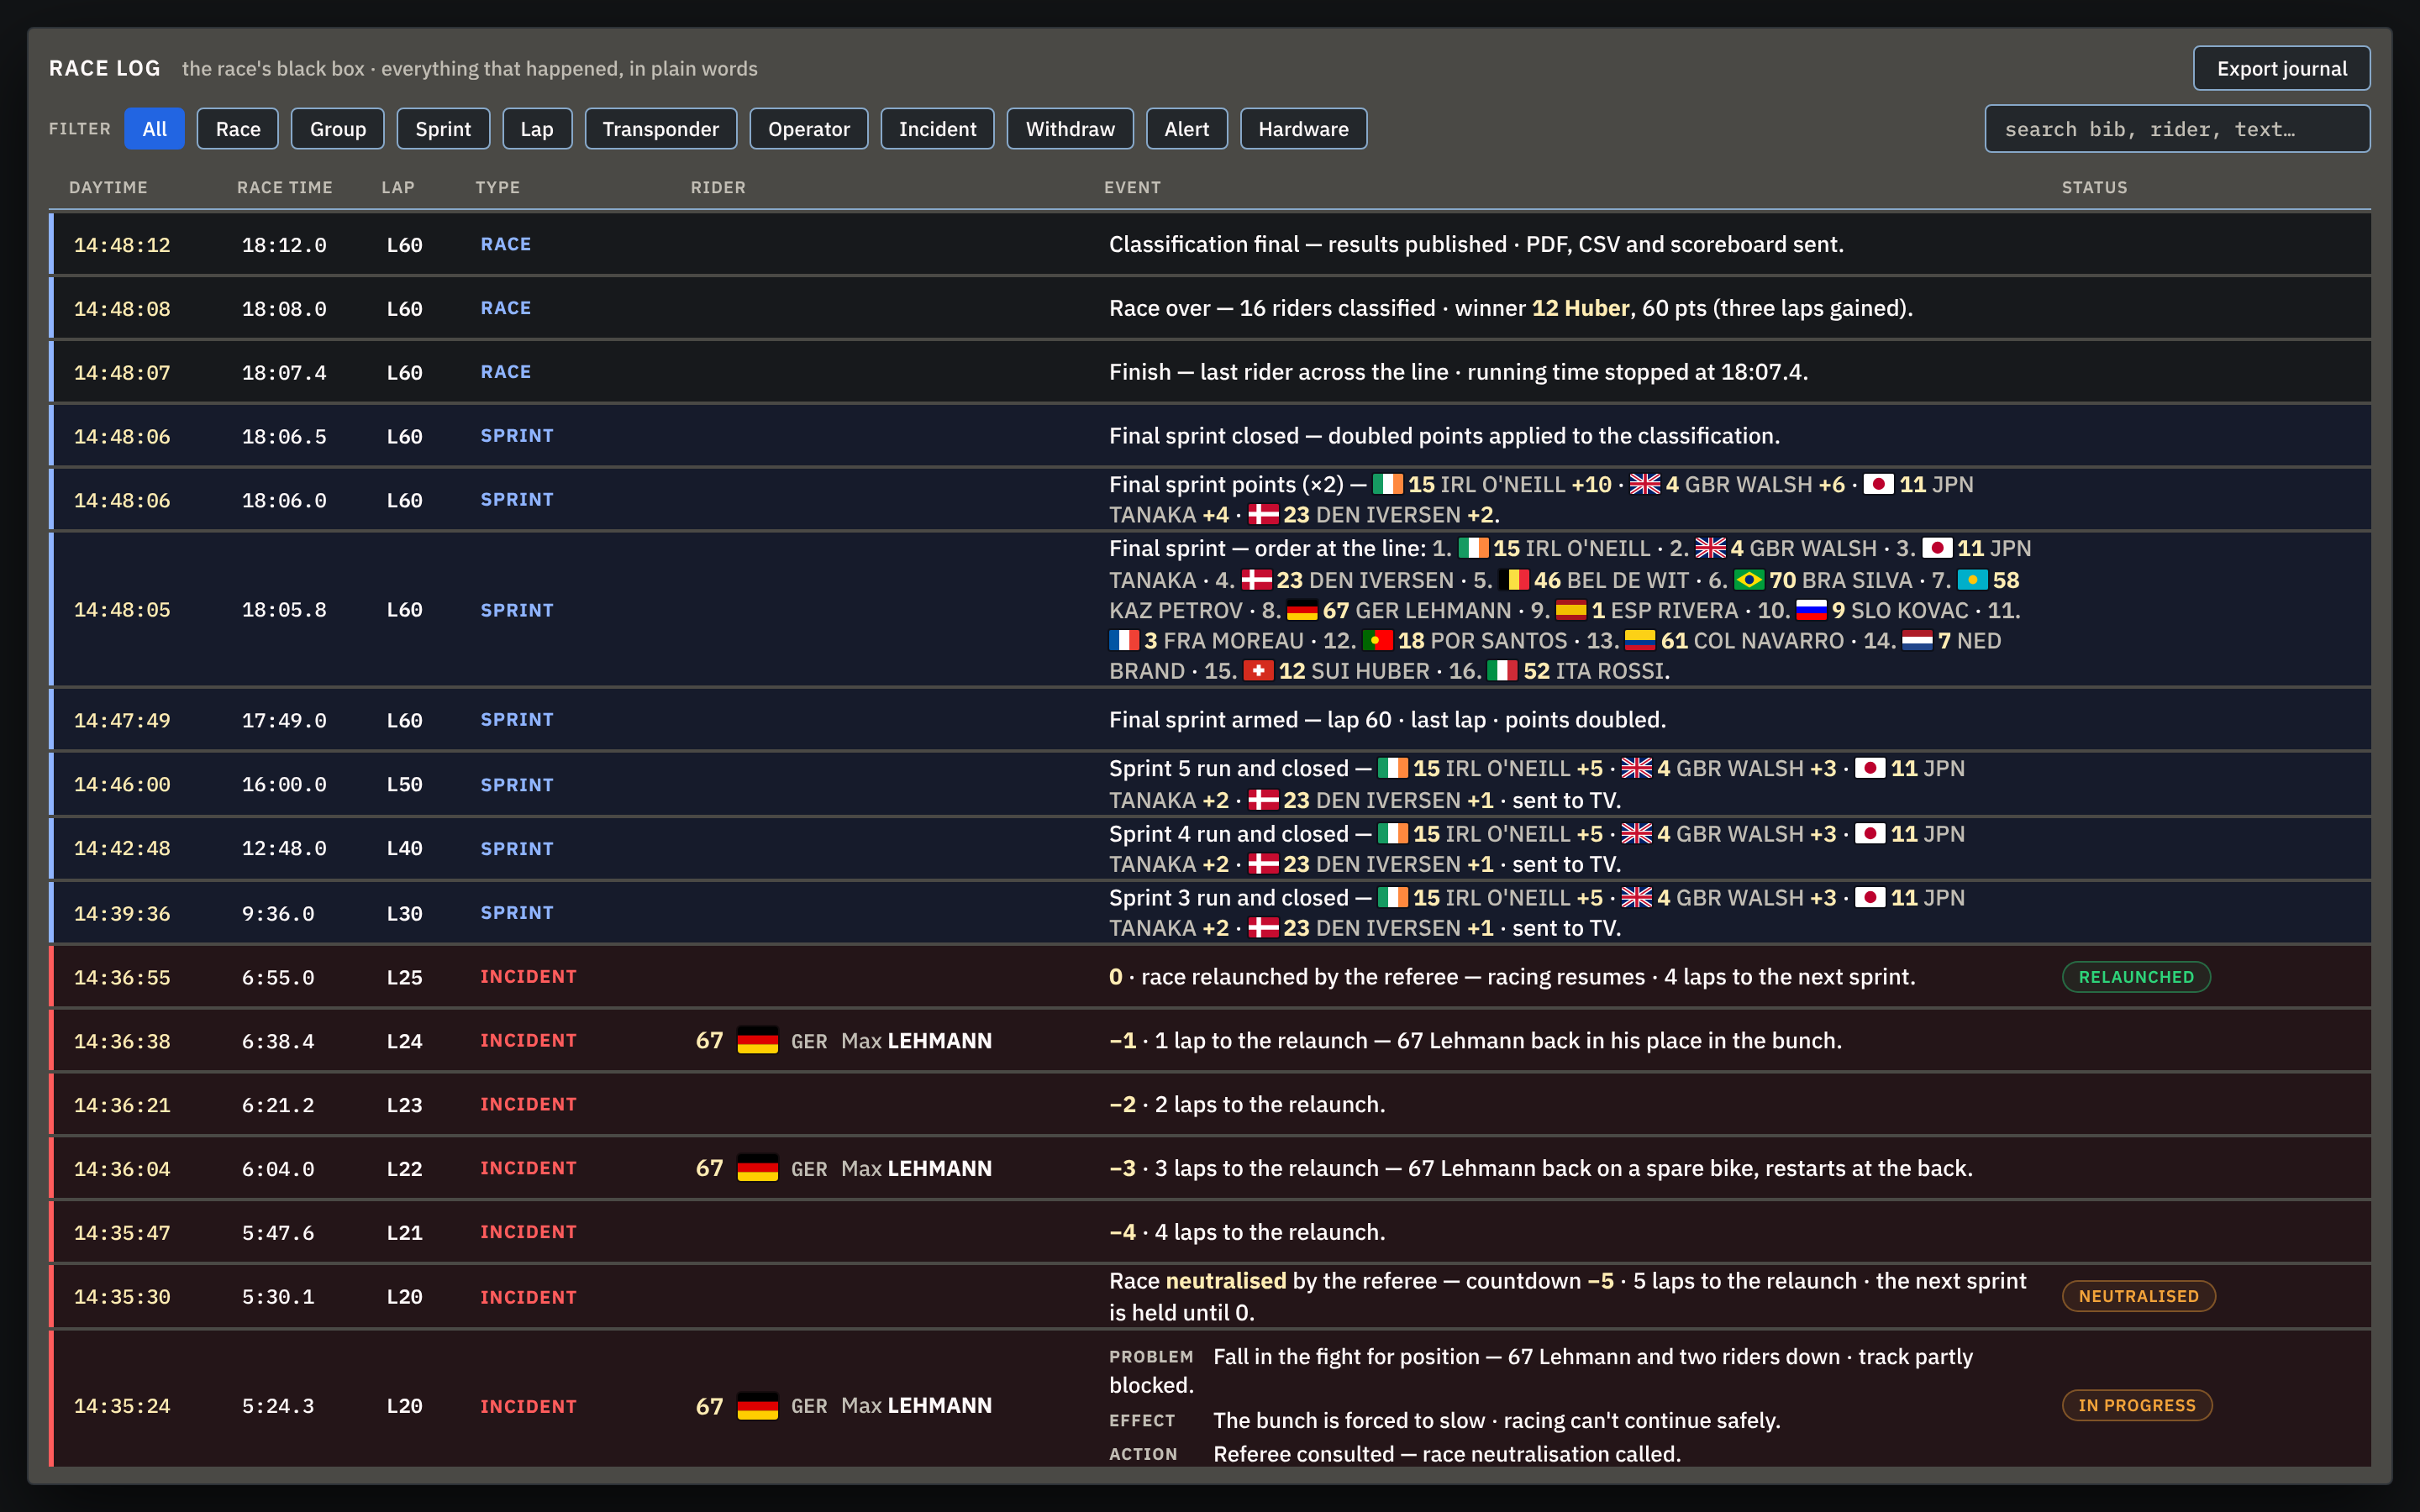 RACE LOG the race's black box · everything that happened, in plain words Export journal
FILTER All Race Group Sprint Lap Transponder Operator Incident Withdraw Alert Hardware search bib, rider, text…
DAYTIME RACE TIME LAP TYPE RIDER EVENT STATUS
14:48:12 18:12.0 L60 RACE Classification final — results published · PDF, CSV and scoreboard sent.
14:48:08 18:08.0 L60 RACE Race over — 16 riders classified · winner 12 Huber, 60 pts (three laps gained).
14:48:07 18:07.4 L60 RACE Finish — last rider across the line · running time stopped at 18:07.4.
14:48:06 18:06.5 L60 SPRINT Final sprint closed — doubled points applied to the classification.
14:48:06 18:06.0 L60 SPRINT Final sprint points (×2) — 15 IRL O'NEILL +10 · 4 GBR WALSH +6 · 11 JPN
TANAKA +4 · 23 DEN IVERSEN +2.
14:48:05 18:05.8 L60 SPRINT Final sprint — order at the line: 1. 15 IRL O'NEILL · 2. 4 GBR WALSH · 3. 11 JPN
TANAKA · 4. 23 DEN IVERSEN · 5. 46 BEL DE WIT · 6. 70 BRA SILVA · 7. 58
KAZ PETROV · 8. 67 GER LEHMANN · 9. 1 ESP RIVERA · 10. 9 SLO KOVAC · 11.
3 FRA MOREAU · 12. 18 POR SANTOS · 13. 61 COL NAVARRO · 14. 7 NED
BRAND · 15. 12 SUI HUBER · 16. 52 ITA ROSSI.
14:47:49 17:49.0 L60 SPRINT Final sprint armed — lap 60 · last lap · points doubled.
14:46:00 16:00.0 L50 SPRINT Sprint 5 run and closed — 15 IRL O'NEILL +5 · 4 GBR WALSH +3 · 11 JPN
TANAKA +2 · 23 DEN IVERSEN +1 · sent to TV.
14:42:48 12:48.0 L40 SPRINT Sprint 4 run and closed — 15 IRL O'NEILL +5 · 4 GBR WALSH +3 · 11 JPN
TANAKA +2 · 23 DEN IVERSEN +1 · sent to TV.
14:39:36 9:36.0 L30 SPRINT Sprint 3 run and closed — 15 IRL O'NEILL +5 · 4 GBR WALSH +3 · 11 JPN
TANAKA +2 · 23 DEN IVERSEN +1 · sent to TV.
14:36:55 6:55.0 L25 INCIDENT 0 · race relaunched by the referee — racing resumes · 4 laps to the next sprint. RELAUNCHED
14:36:38 6:38.4 L24 INCIDENT 67 GER Max LEHMANN −1 · 1 lap to the relaunch — 67 Lehmann back in his place in the bunch.
14:36:21 6:21.2 L23 INCIDENT −2 · 2 laps to the relaunch.
14:36:04 6:04.0 L22 INCIDENT 67 GER Max LEHMANN −3 · 3 laps to the relaunch — 67 Lehmann back on a spare bike, restarts at the back.
14:35:47 5:47.6 L21 INCIDENT −4 · 4 laps to the relaunch.
14:35:30 5:30.1 L20 INCIDENT Race neutralised by the referee — countdown −5 · 5 laps to the relaunch · the next sprint
is held until 0. NEUTRALISED
14:35:24 5:24.3 L20 INCIDENT 67 GER Max LEHMANN PROBLEM Fall in the fight for position — 67 Lehmann and two riders down · track partly
blocked. IN PROGRESS
EFFECT The bunch is forced to slow · racing can't continue safely.
ACTION Referee consulted — race neutralisation called.